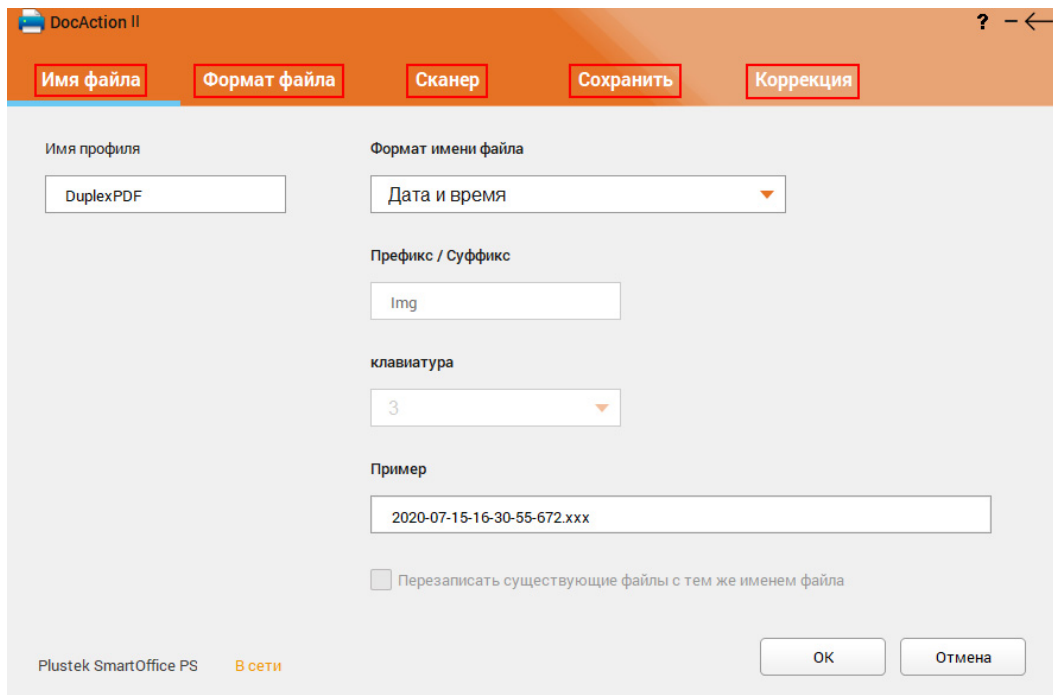 DocAction II
? – ←
Имя файла Формат файла Сканер Сохранить Коррекция
Имя профиля
DuplexPDF
Формат имени файла
Дата и время
Префикс / Суффикс
Img
клавиатура
3
Пример
2020-07-15-16-30-55-672.xxx
Перезаписать существующие файлы с тем же именем файла
Plustek SmartOffice PS В сети
ОК Отмена